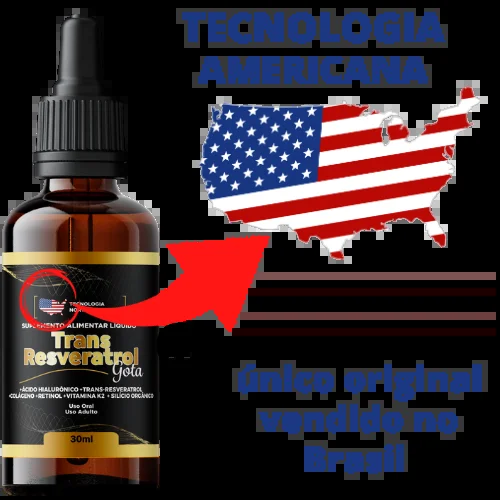 TECNOLOGIA
AMERICANA
TECNOLOGIA
SUPLEMENTO ALIMENTAR LÍQUIDO
Trans
Resveratrol
Gota
+ÁCIDO HIALURÔNICO +TRANS-RESVERATROL
+COLÁGENO +RETINOL +VITAMINA K2 +SILÍCIO ORGÂNICO
Uso Oral
Uso Adulto
30ml
único original
vendido no
Brasil